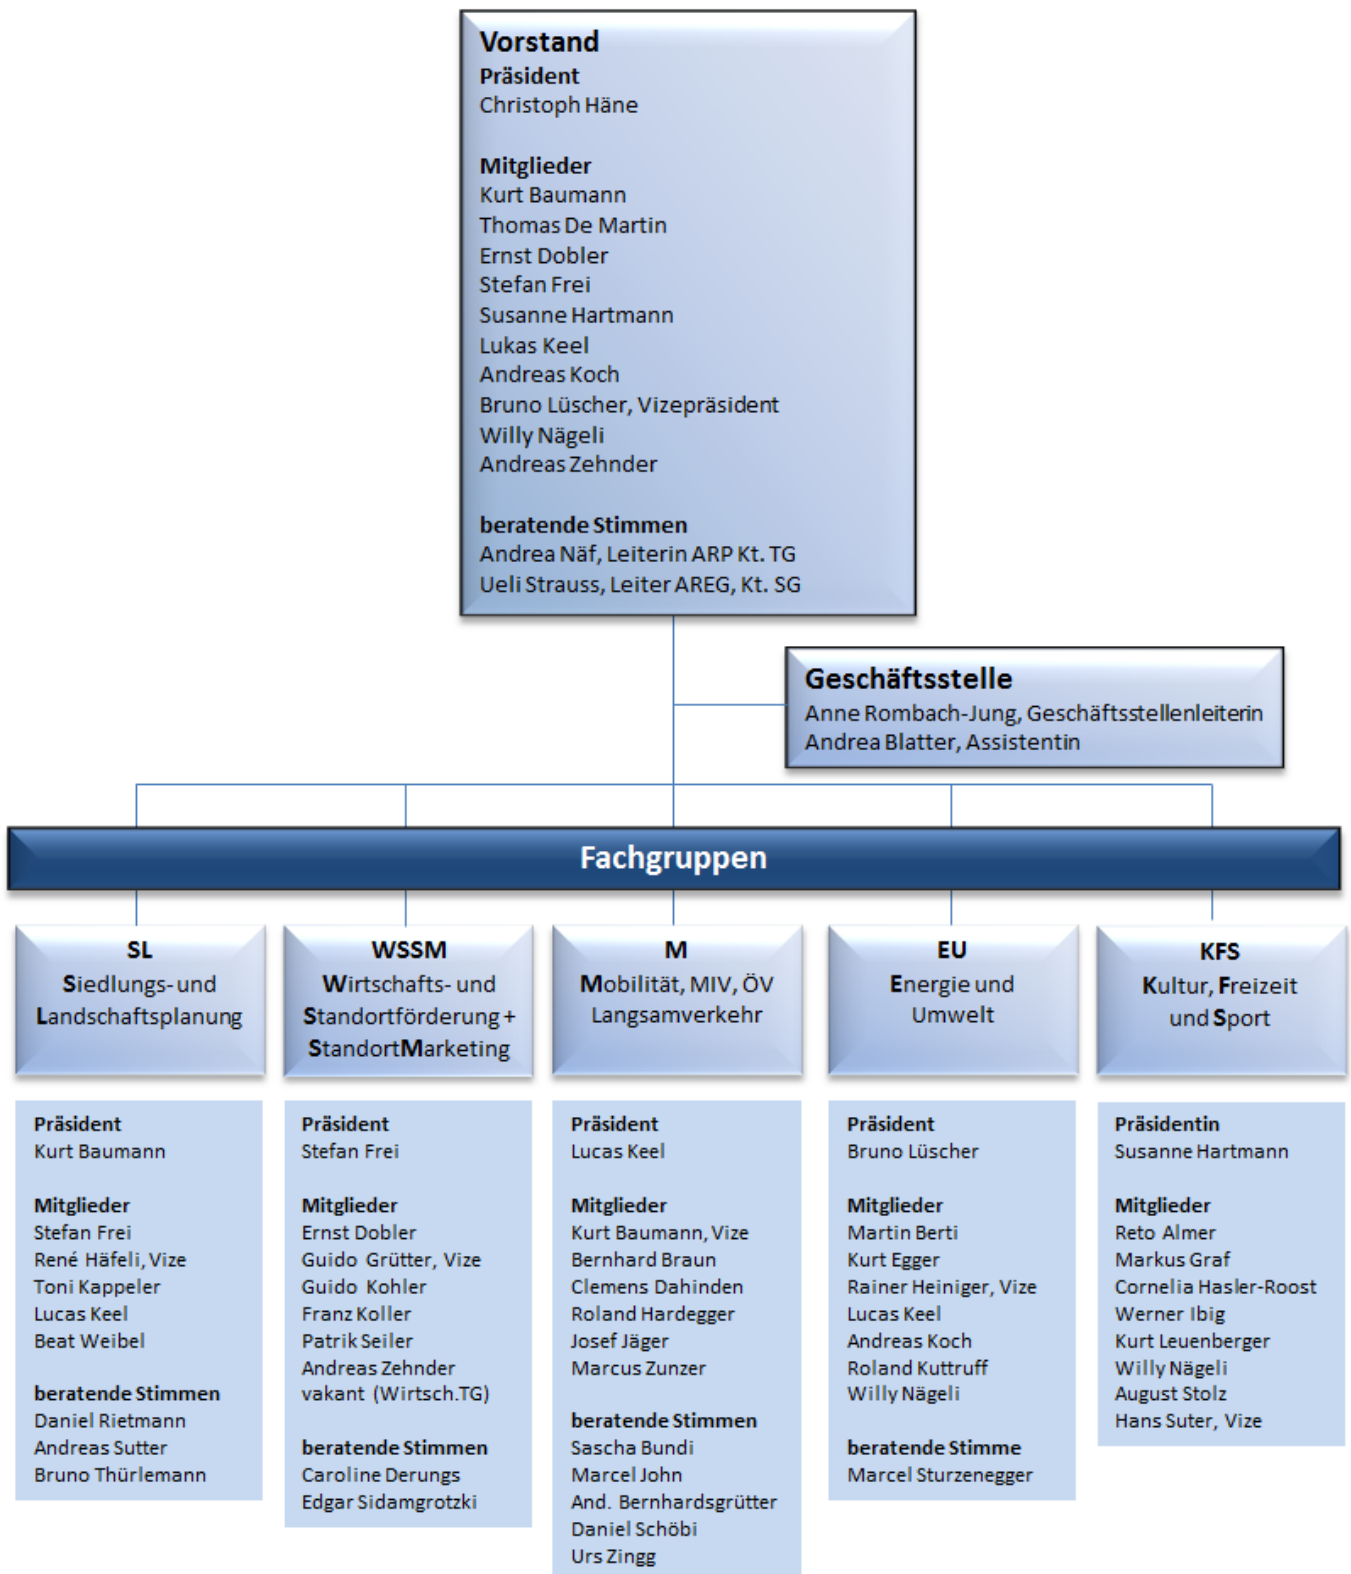 Vorstand
Präsident
Christoph Häne
Mitglieder
Kurt Baumann
Thomas De Martin
Ernst Dobler
Stefan Frei
Susanne Hartmann
Lukas Keel
Andreas Koch
Bruno Lüscher, Vizepräsident
Willy Nägeli
Andreas Zehnder
beratende Stimmen
Andrea Näf, Leiterin ARP Kt. TG
Ueli Strauss, Leiter AREG, Kt. SG
Geschäftsstelle
Anne Rombach-Jung, Geschäftsstellenleiterin
Andrea Blatter, Assistentin
Fachgruppen
SL
Siedlungs- und
Landschaftsplanung
WSSM
Wirtschafts- und
Standortförderung +
StandortMarketing
M
Mobilität, MIV, ÖV
Langsamverkehr
EU
Energie und
Umwelt
KFS
Kultur, Freizeit
und Sport
Präsident
Kurt Baumann
Mitglieder
Stefan Frei
René Häfeli, Vize
Toni Kappeler
Lucas Keel
Beat Weibel
beratende Stimmen
Daniel Rietmann
Andreas Sutter
Bruno Thürlemann
Präsident
Stefan Frei
Mitglieder
Ernst Dobler
Guido Grütter, Vize
Guido Kohler
Franz Koller
Patrik Seiler
Andreas Zehnder
vakant (Wirtsch.TG)
beratende Stimmen
Caroline Derungs
Edgar Sidamgrotzki
Präsident
Lucas Keel
Mitglieder
Kurt Baumann, Vize
Bernhard Braun
Clemens Dahinden
Roland Hardegger
Josef Jäger
Marcus Zunzer
beratende Stimmen
Sascha Bundi
Marcel John
And. Bernhardsgrütter
Daniel Schöbi
Urs Zingg
Präsident
Bruno Lüscher
Mitglieder
Martin Berti
Kurt Egger
Rainer Heiniger, Vize
Lucas Keel
Andreas Koch
Roland Kuttruff
Willy Nägeli
beratende Stimme
Marcel Sturzenegger
Präsidentin
Susanne Hartmann
Mitglieder
Reto Almer
Markus Graf
Cornelia Hasler-Roost
Werner Ibig
Kurt Leuenberger
Willy Nägeli
August Stolz
Hans Suter, Vize